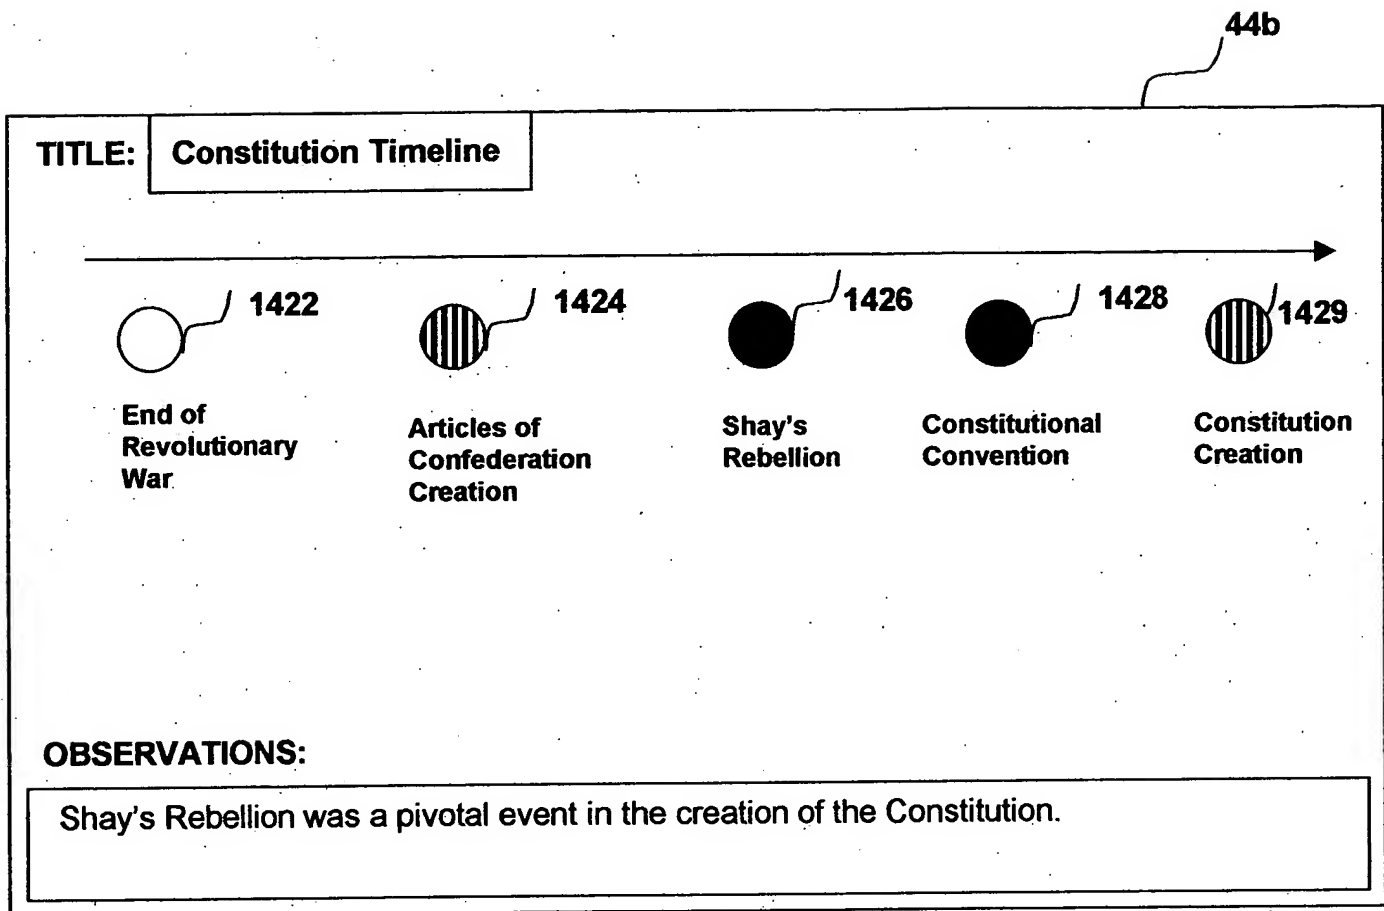 44b
TITLE: Constitution Timeline
1422
1424
1426
1428
1429
End of
Revolutionary
War
Articles of
Confederation
Creation
Shay's
Rebellion
Constitutional
Convention
Constitution
Creation
OBSERVATIONS:
Shay's Rebellion was a pivotal event in the creation of the Constitution.